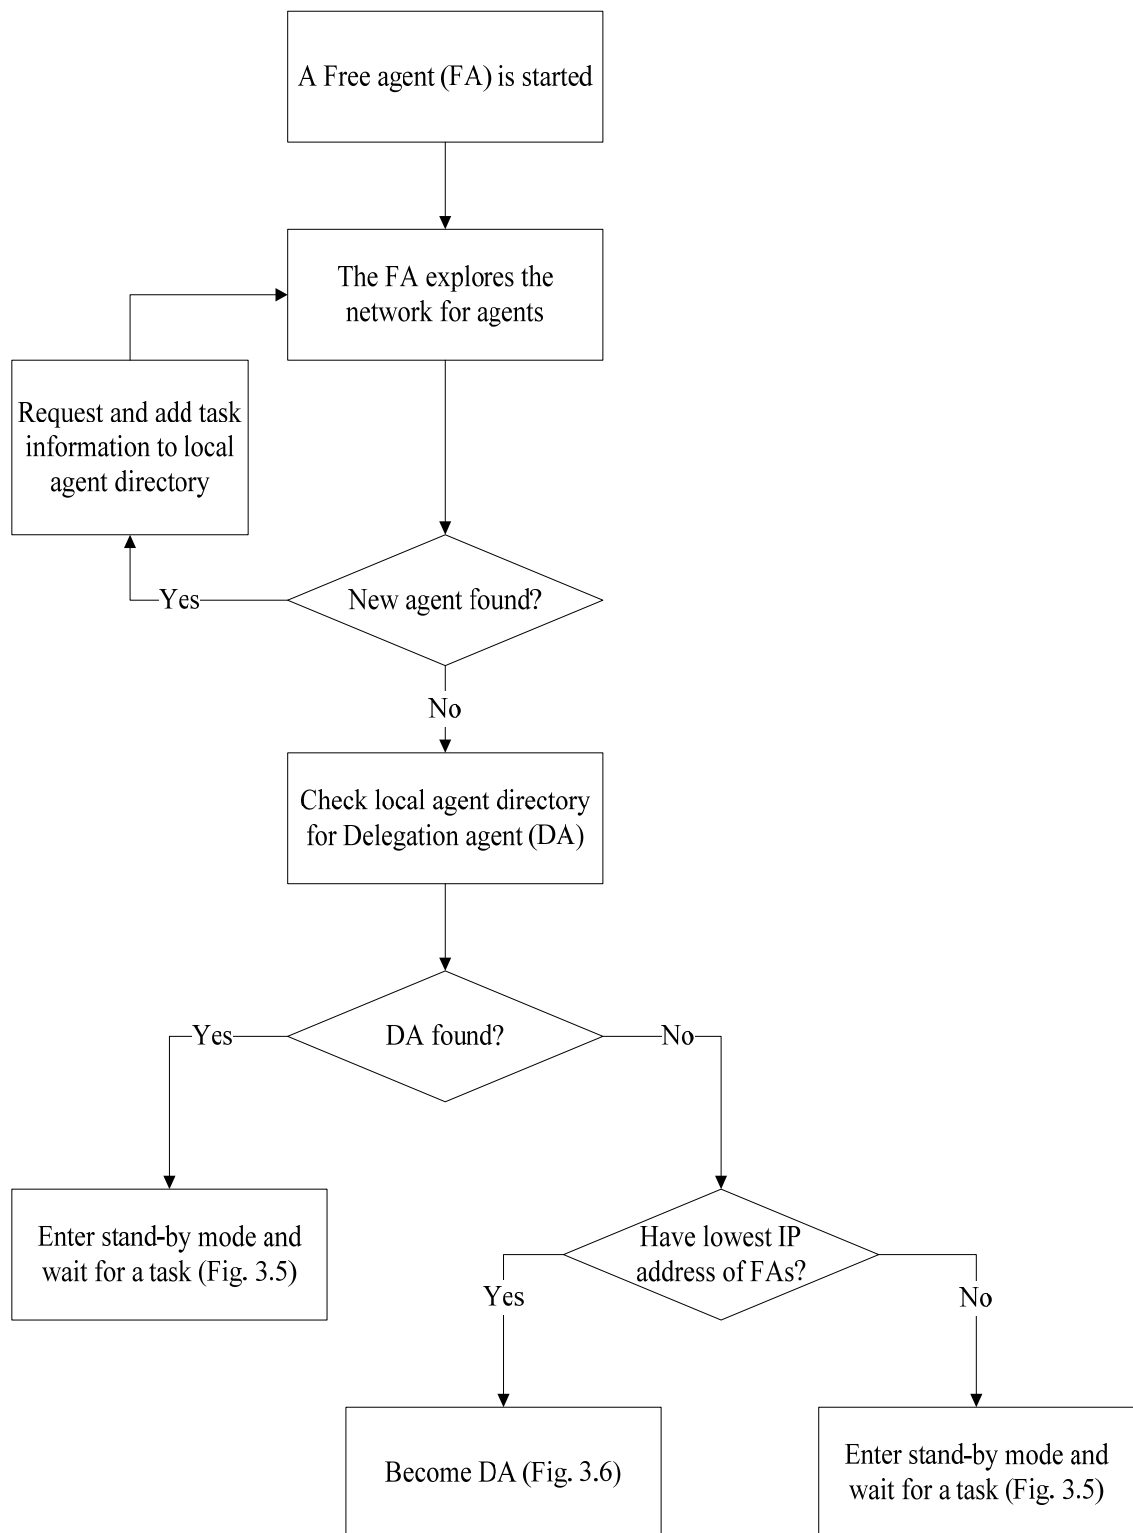 A Free agent (FA) is started
The FA explores the
network for agents
Request and add task
information to local
agent directory
New agent found?
Yes
No
Check local agent directory
for Delegation agent (DA)
DA found?
Yes
No
Enter stand-by mode and
wait for a task (Fig. 3.5)
Have lowest IP
address of FAs?
Yes
No
Become DA (Fig. 3.6)
Enter stand-by mode and
wait for a task (Fig. 3.5)